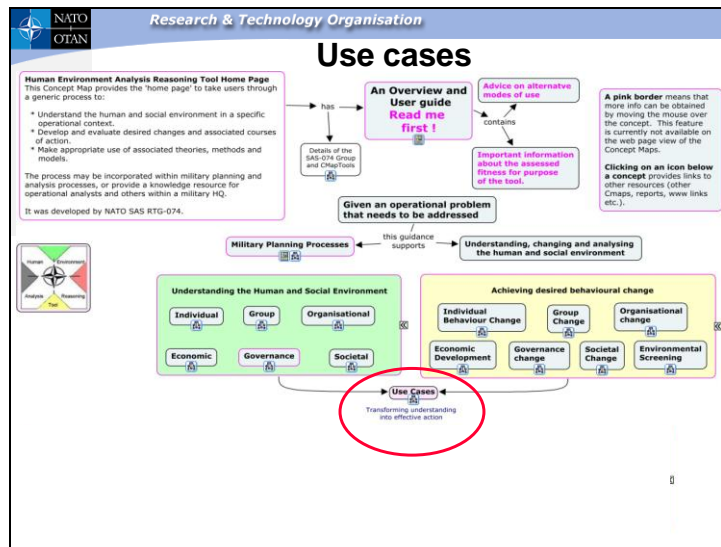 NATO
OTAN
Research & Technology Organisation
Use cases
Human Environment Analysis Reasoning Tool Home Page
This Concept Map provides the 'home page' to take users through
a generic process to:
* Understand the human and social environment in a specific
operational context.
* Develop and evaluate desired changes and associated courses
of action.
* Make appropriate use of associated theories, methods and
models.
The process may be incorporated within military planning and
analysis processes, or provide a knowledge resource for
operational analysts and others within a military HQ.
It was developed by NATO SAS RTG-074.
has
Details of the
SAS-074 Group
and CMapTools
An Overview and
User guide
Read me
first !
contains
Advice on alternatve
modes of use
Important information
about the assessed
fitness for purpose
of the tool.
A pink border means that
more info can be obtained
by moving the mouse over
the concept. This feature
is currently not available on
the web page view of the
Concept Maps.
Clicking on an icon below
a concept provides links to
other resources (other
Cmaps, reports, www links
etc.).
Given an operational problem
that needs to be addressed
this guidance
supports
Military Planning Processes
Understanding, changing and analysing
the human and social environment
Human
Environment
Analysis
Reasoning
Tool
Understanding the Human and Social Environment
Individual
Group
Organisational
Economic
Governance
Societal
Achieving desired behavioural change
Individual
Behaviour Change
Group
Change
Organisational
change
Economic
Development
Governance
change
Societal
Change
Environmental
Screening
Use Cases
Transforming understanding
into effective action